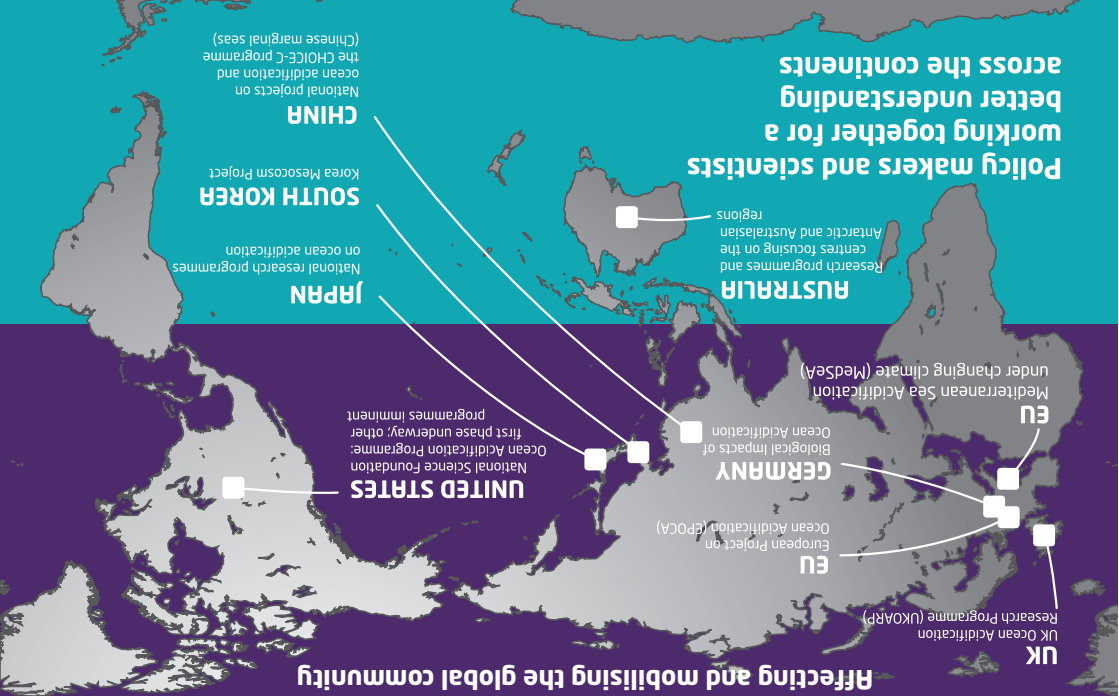 Affecting and mobilising the global community
UK
UK Ocean Acidification
Research Programme (UKOARP)
EU
European Project on
Ocean Acidification (EPOCA)
GERMANY
Biological Impacts of
Ocean Acidification
EU
Mediterranean Sea Acidification
under changing climate (MedSeA)
UNITED STATES
National Science Foundation
Ocean Acidification Programme:
first phase underway; other
programmes imminent
AUSTRALIA
Research programmes and
centres focusing on the
Antarctic and Australasian
regions
JAPAN
National research programmes
on ocean acidification
SOUTH KOREA
Korea Mesocosm Project
CHINA
National projects on
ocean acidification and
the CHOICE-C programme
(Chinese marginal seas)
Policy makers and scientists
working together for a
better understanding
across the continents